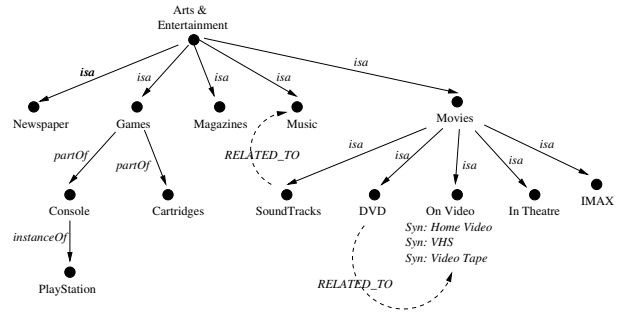 Arts &
Entertainment
isa
isa
isa
isa
isa
Newspaper
Games
Magazines
Music
Movies
partOf
partOf
RELATED_TO
isa
isa
isa
isa
isa
Console
Cartridges
SoundTracks
DVD
On Video
In Theatre
IMAX
Syn: Home Video
Syn: VHS
Syn: Video Tape
instanceOf
RELATED_TO
PlayStation